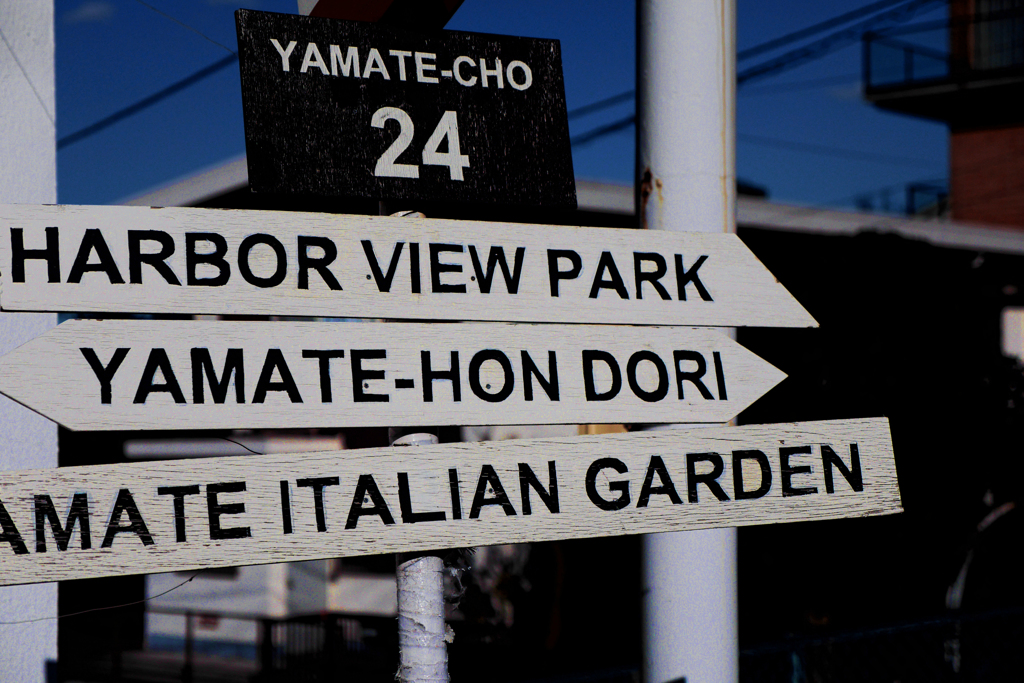 YAMATE-CHO
24
HARBOR VIEW PARK
YAMATE-HON DORI
AMATE ITALIAN GARDEN